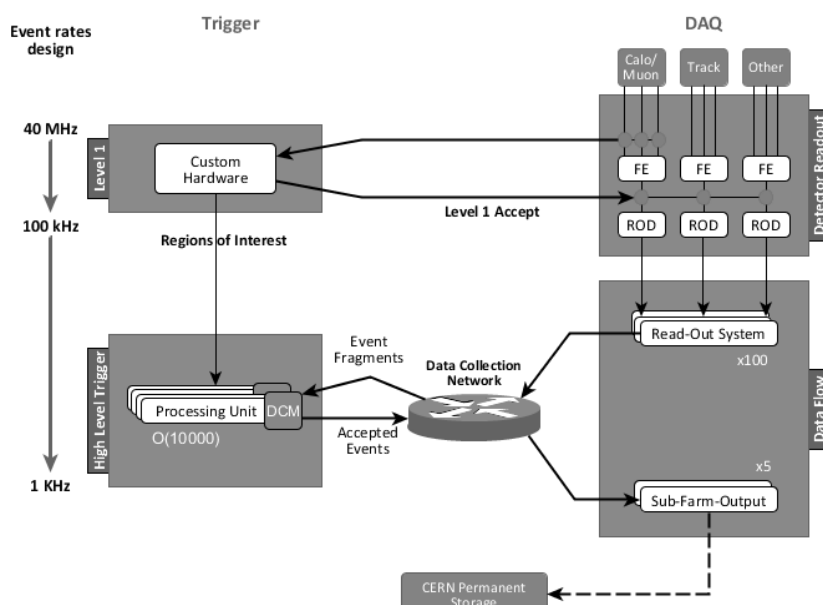 Event rates
design
Trigger
DAQ
Calo/
Muon
Track
Other
40 MHz
Level 1
Custom
Hardware
FE
FE
FE
Detector Readout
Level 1 Accept
100 kHz
Regions of Interest
ROD
ROD
ROD
Event
Fragments
Data Collection
Network
Read-Out System
x100
High Level Trigger
Processing Unit
DCM
O(10000)
Accepted
Events
Data Flow
x5
Sub-Farm-Output
1 KHz
CERN Permanent
Storage